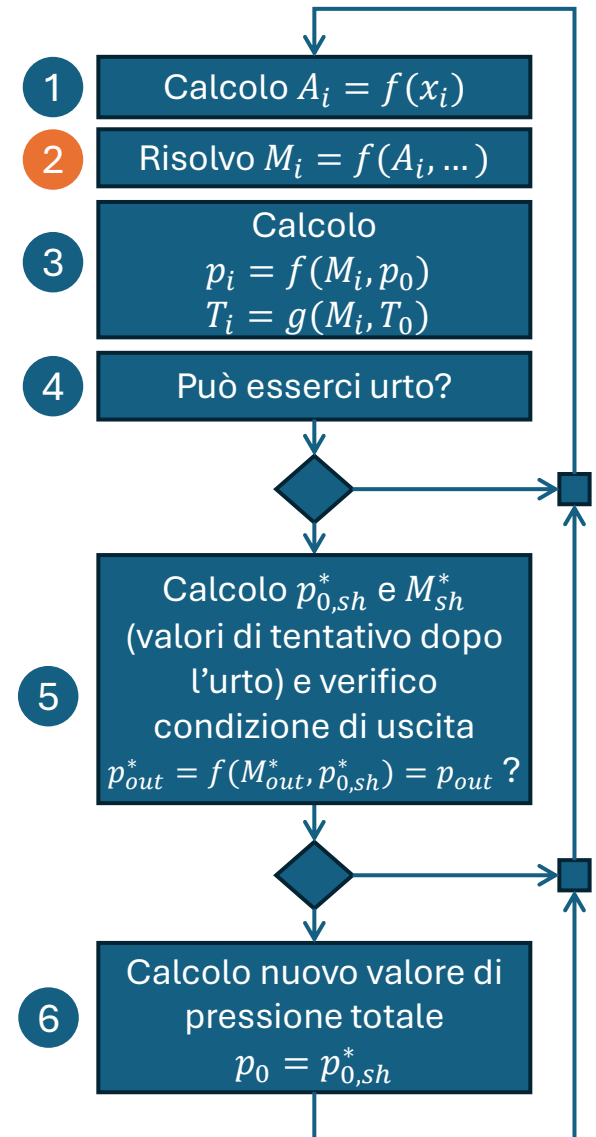 1
Calcolo $A_i = f(x_i)$
2
Risolvo $M_i = f(A_i, \dots)$
3
Calcolo
$p_i = f(M_i, p_0)$
$T_i = g(M_i, T_0)$
4
Può esserci urto?
5
Calcolo $p^*_{0,sh}$ e $M^*_{sh}$
(valori di tentativo dopo
l’urto) e verifico
condizione di uscita
$p^*_{out} = f(M^*_{out}, p^*_{0,sh}) = p_{out}$ ?
6
Calcolo nuovo valore di
pressione totale
$p_0 = p^*_{0,sh}$